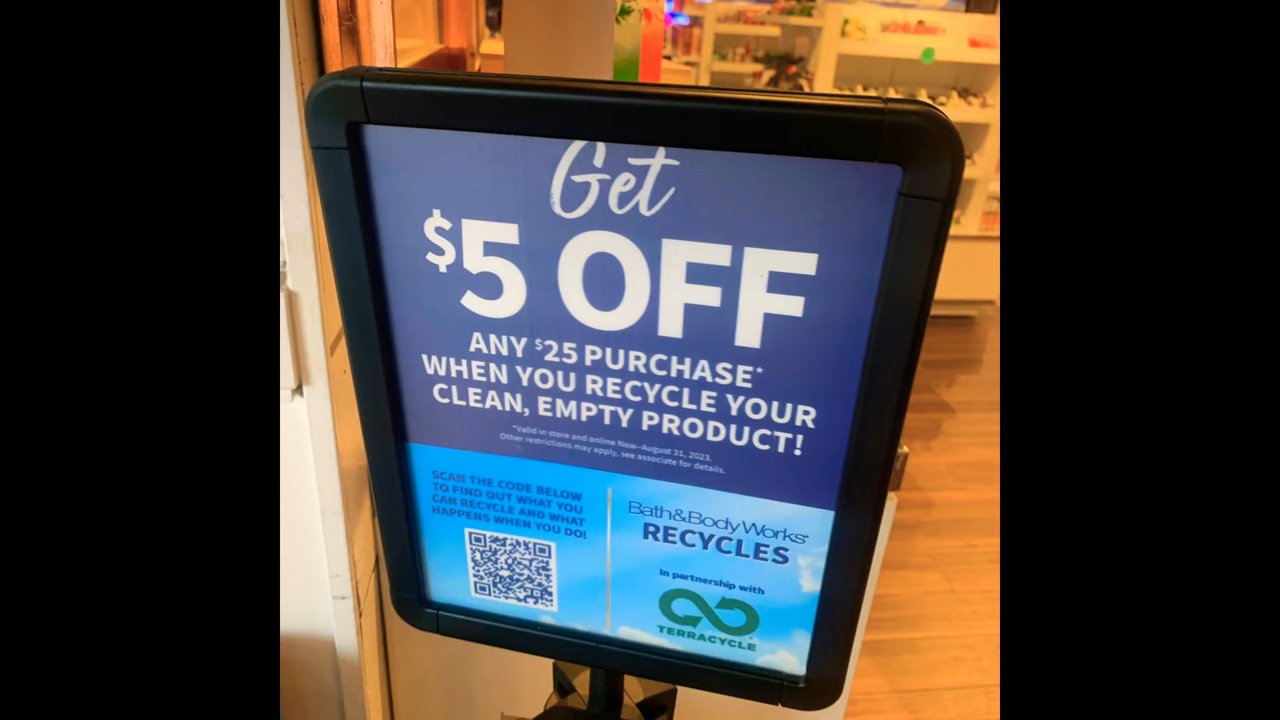 Get
$5 OFF
ANY $25 PURCHASE*
WHEN YOU RECYCLE YOUR
CLEAN, EMPTY PRODUCT!
*Valid in store and online Now–August 31, 2023.
Other restrictions may apply, see associate for details.
SCAN THE CODE BELOW
TO FIND OUT WHAT YOU
CAN RECYCLE AND WHAT
HAPPENS WHEN YOU DO!
Bath&BodyWorks®
RECYCLES
In partnership with
TERRACYCLE®